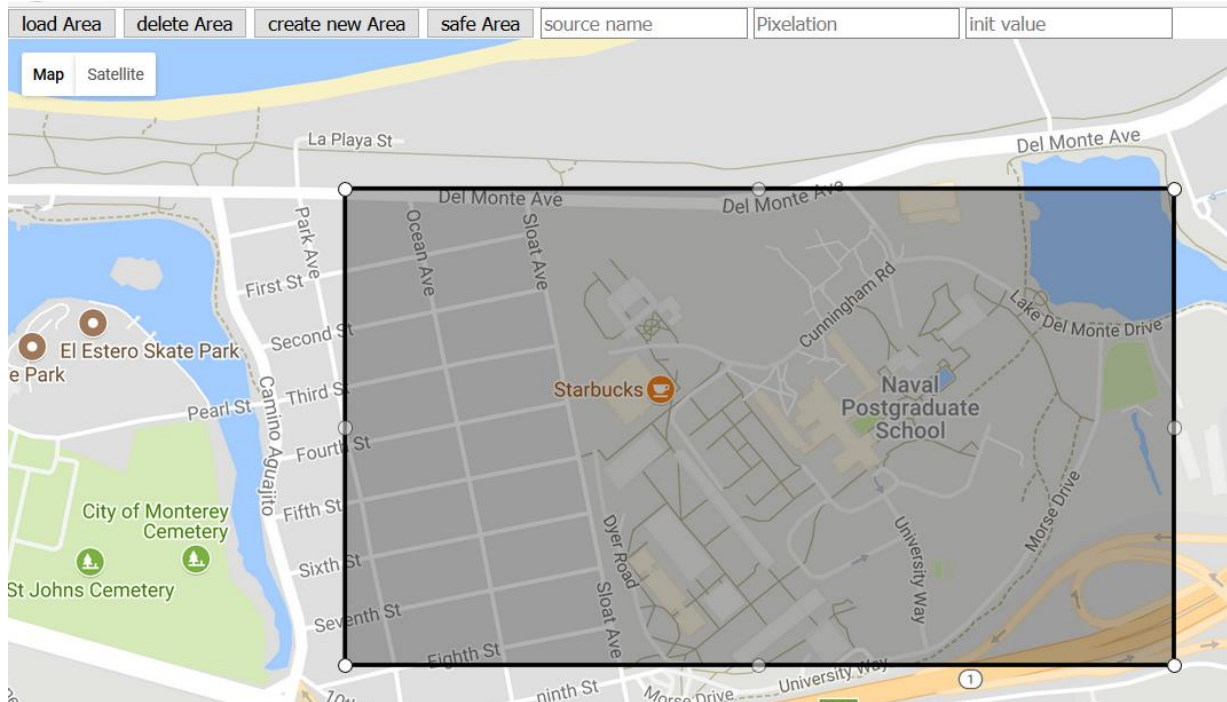 load Area
delete Area
create new Area
safe Area
source name
Pixelation
init value
Map
Satellite
La Playa St
Del Monte Ave
Del Monte Ave
Del Monte Ave
Park Ave
Ocean Ave
Sloat Ave
First St
Second St
Cunningham Rd
Lake Del Monte Drive
El Estero Skate Park
e Park
Third St
Starbucks
Naval
Postgraduate
School
Pearl St
Camino Aguajito
Fourth St
Fifth St
City of Monterey
Cemetery
Dyer Road
University Way
Morse Drive
Sixth St
St Johns Cemetery
Seventh St
Sloat Ave
Eighth St
University Way
1
ninth St
Morse Drive